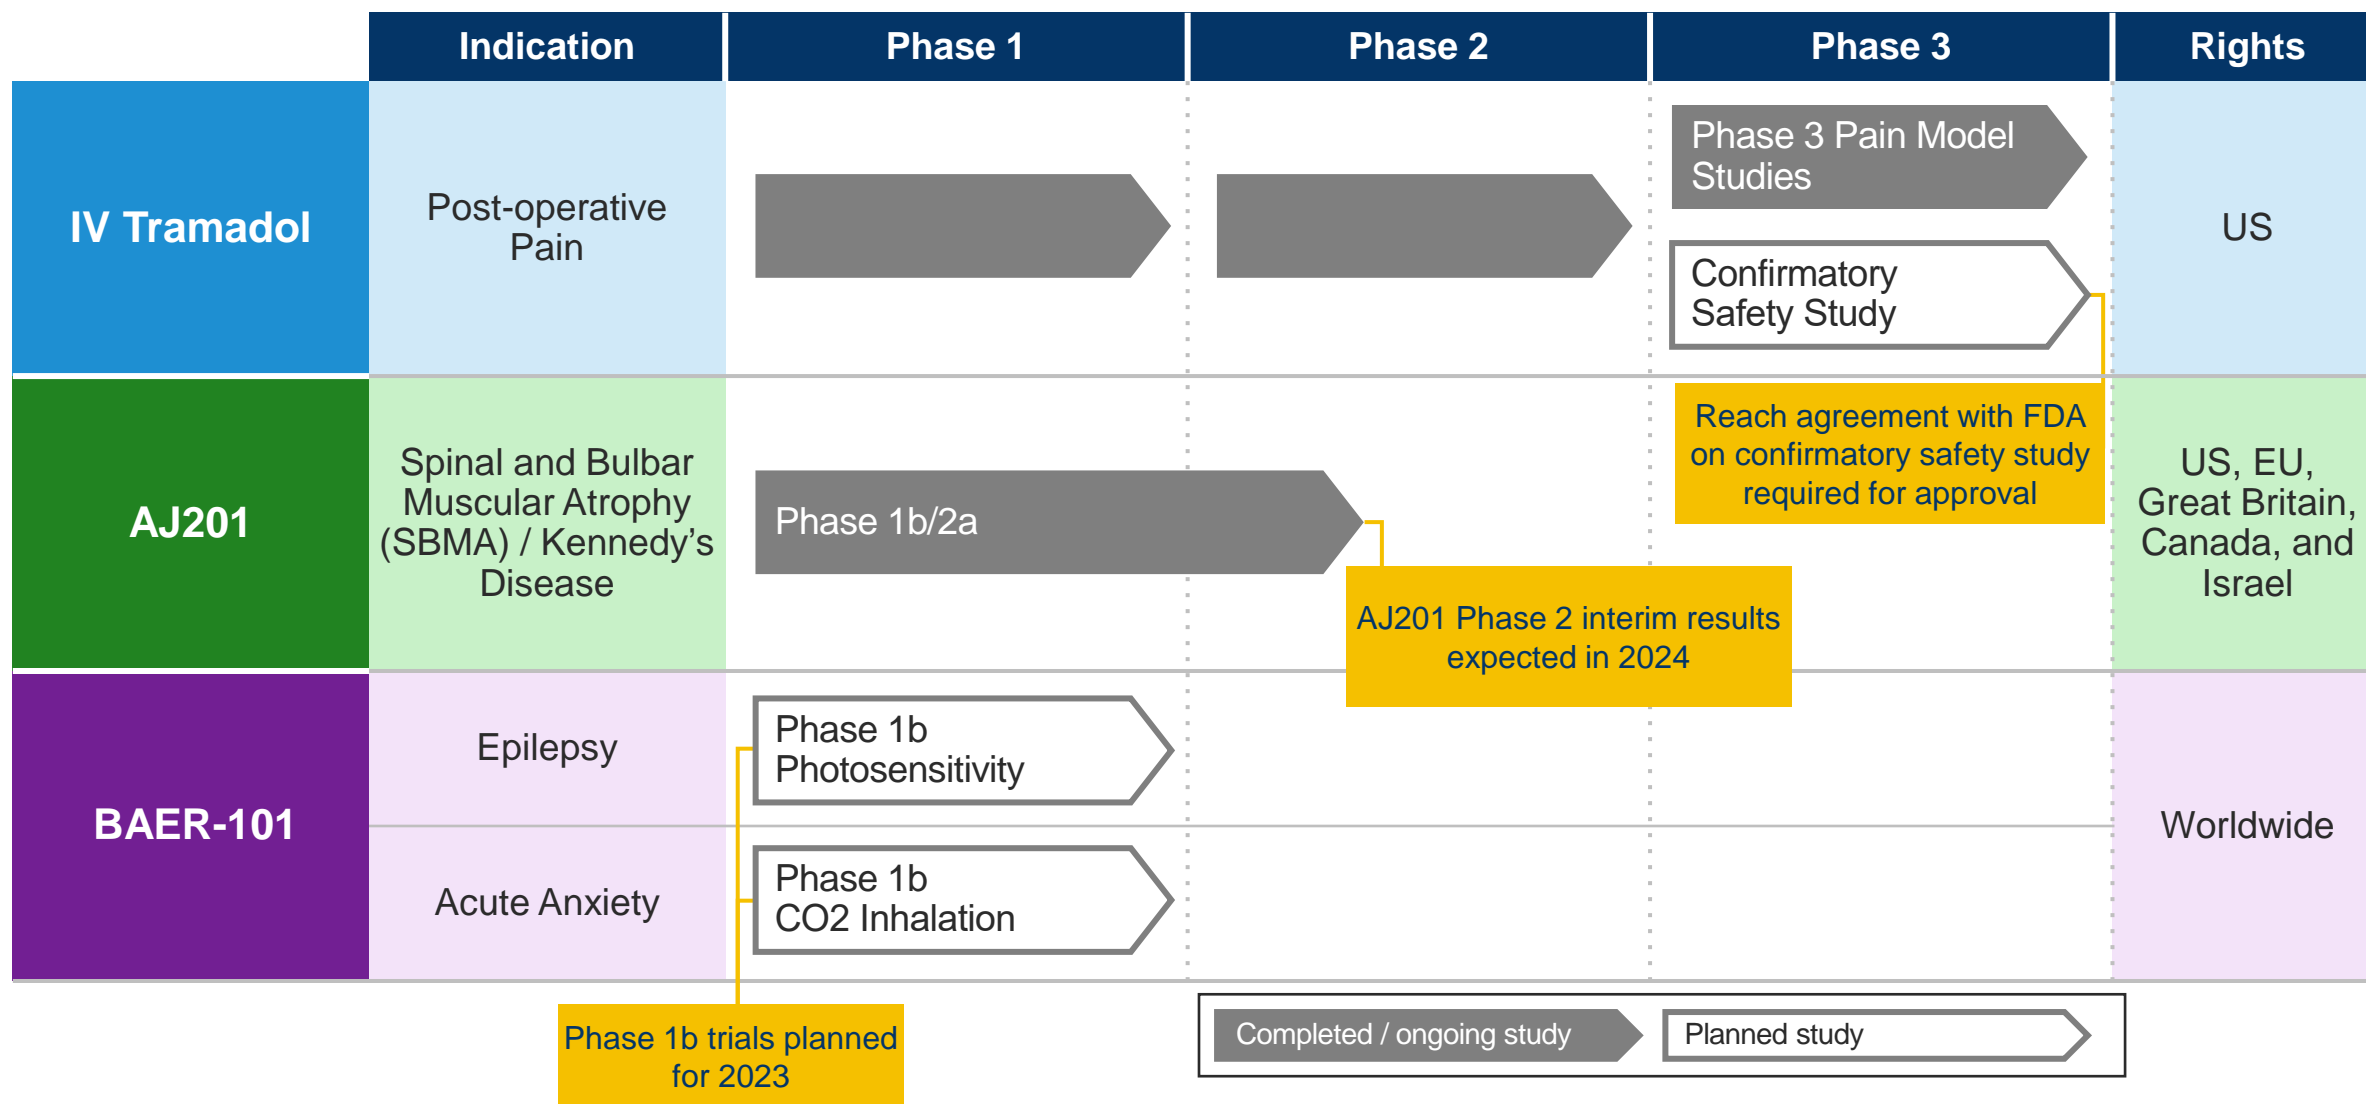 Indication
Phase 1
Phase 2
Phase 3
Rights
IV Tramadol
Post-operative
Pain
Phase 3 Pain Model
Studies
Confirmatory
Safety Study
US
Reach agreement with FDA
on confirmatory safety study
required for approval
AJ201
Spinal and Bulbar
Muscular Atrophy
(SBMA) / Kennedy’s
Disease
Phase 1b/2a
AJ201 Phase 2 interim results
expected in 2024
US, EU,
Great Britain,
Canada, and
Israel
BAER-101
Epilepsy
Phase 1b
Photosensitivity
Acute Anxiety
Phase 1b
CO2 Inhalation
Worldwide
Phase 1b trials planned
for 2023
Completed / ongoing study
Planned study